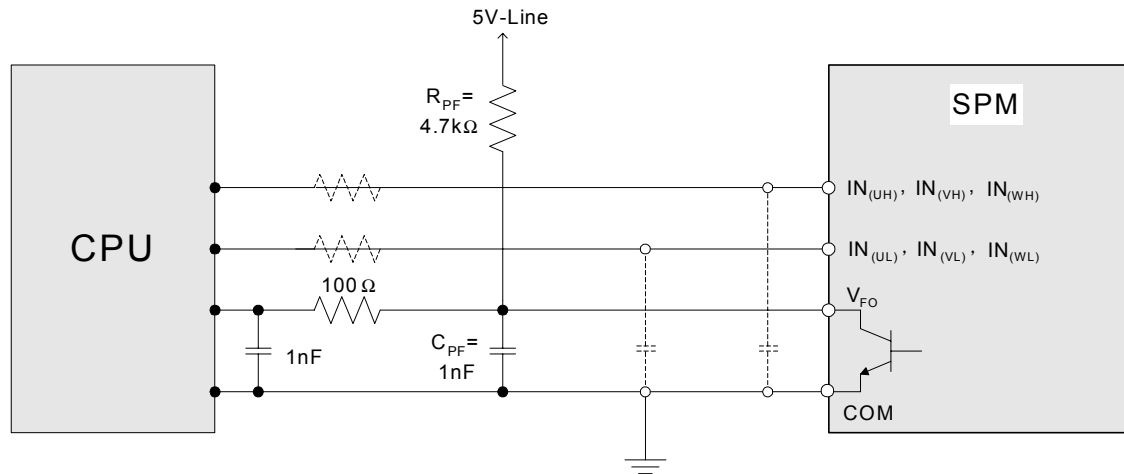 5V-Line
R_PF=
4.7kΩ
SPM
CPU
IN_(UH), IN_(VH), IN_(WH)
IN_(UL), IN_(VL), IN_(WL)
100Ω
V_FO
1nF
C_PF=
1nF
COM